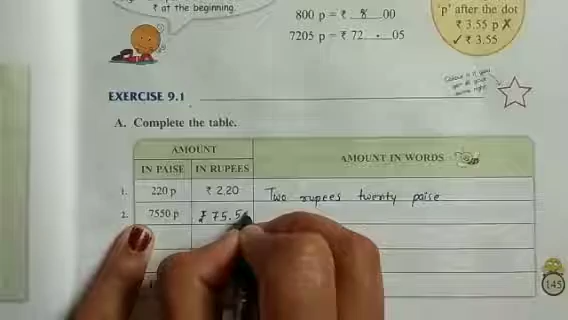 ₹ at the beginning.
800 p = ₹ 8 00
7205 p = ₹ 72 . 05
'p' after the dot
₹ 3.55 p ✗
✓ ₹ 3.55
EXERCISE 9.1
A. Complete the table.
AMOUNT
AMOUNT IN WORDS
IN PAISE IN RUPEES
1. 220 p ₹ 2.20 Two rupees twenty paise
2. 7550 p ₹ 75.5
145